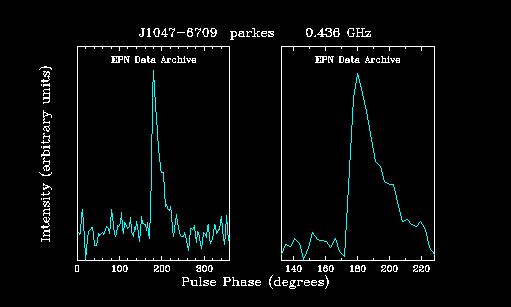 J1047-6709 parkes 0.436 GHz
EPN Data Archive
EPN Data Archive
Intensity (arbitrary units)
0 100 200 300
140 160 180 200 220
Pulse Phase (degrees)